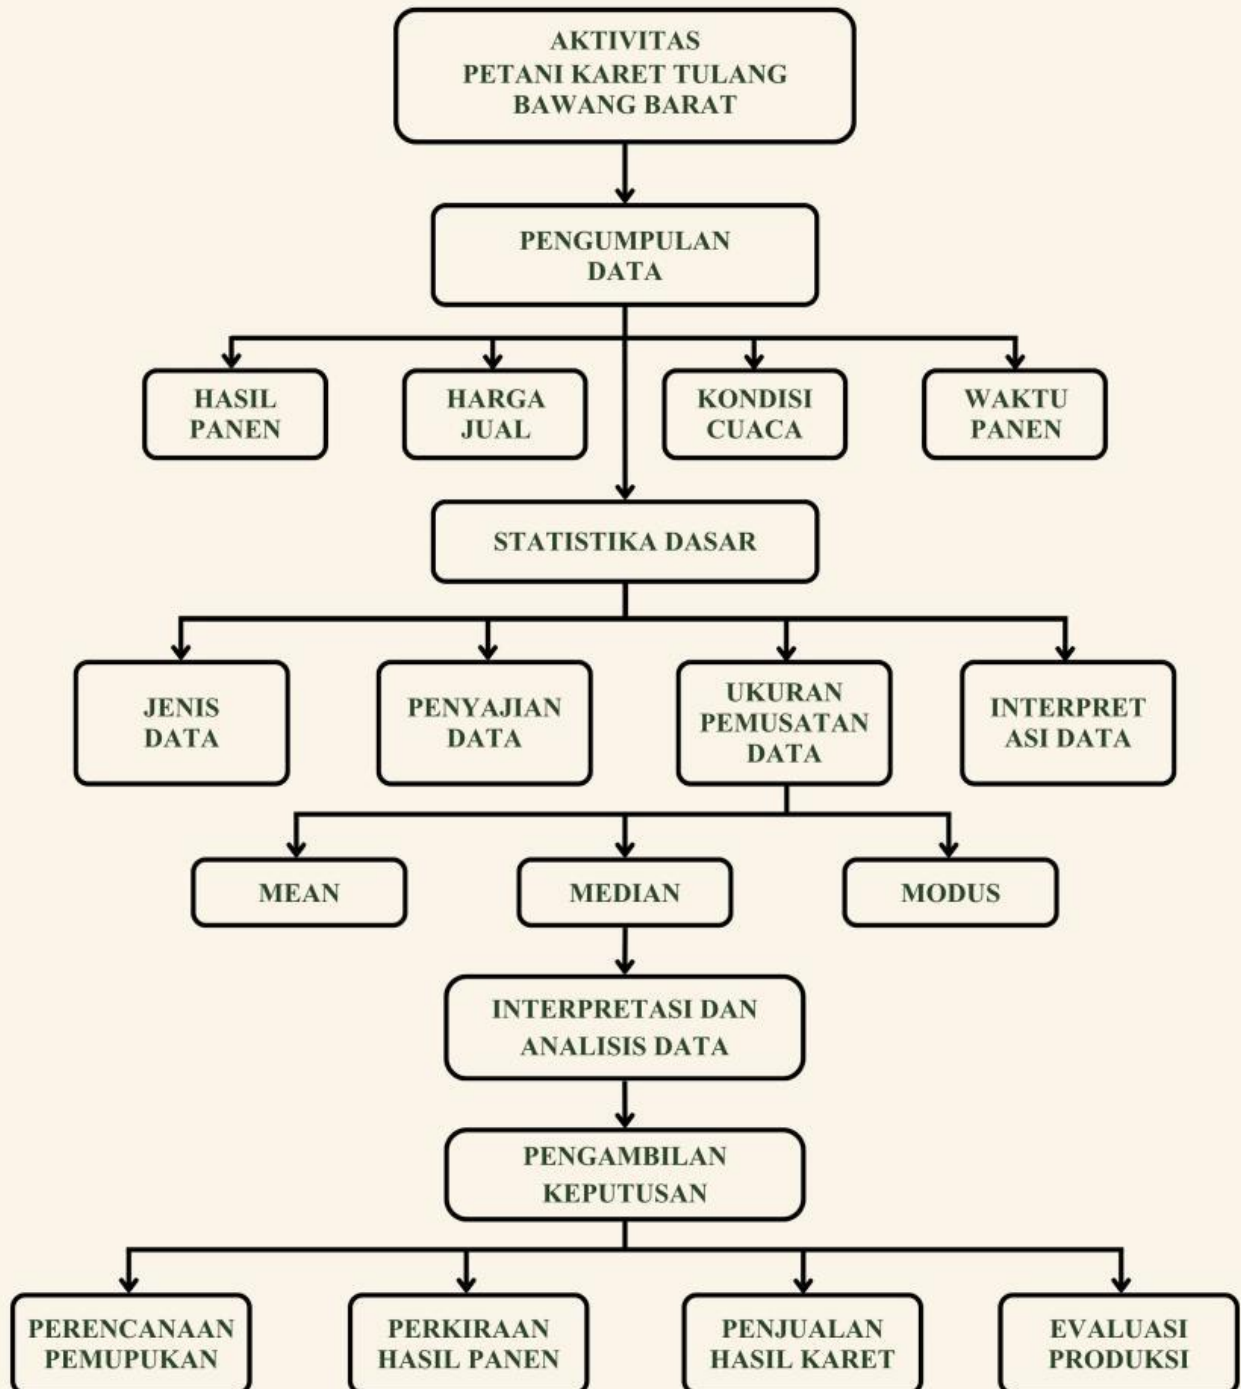 AKTIVITAS
PETANI KARET TULANG
BAWANG BARAT
PENGUMPULAN
DATA
HASIL
PANEN
HARGA
JUAL
KONDISI
CUACA
WAKTU
PANEN
STATISTIKA DASAR
JENIS
DATA
PENYAJIAN
DATA
UKURAN
PEMUSATAN
DATA
INTERPRET
ASI DATA
MEAN
MEDIAN
MODUS
INTERPRETASI DAN
ANALISIS DATA
PENGAMBILAN
KEPUTUSAN
PERENCANAAN
PEMUPUKAN
PERKIRAAN
HASIL PANEN
PENJUALAN
HASIL KARET
EVALUASI
PRODUKSI